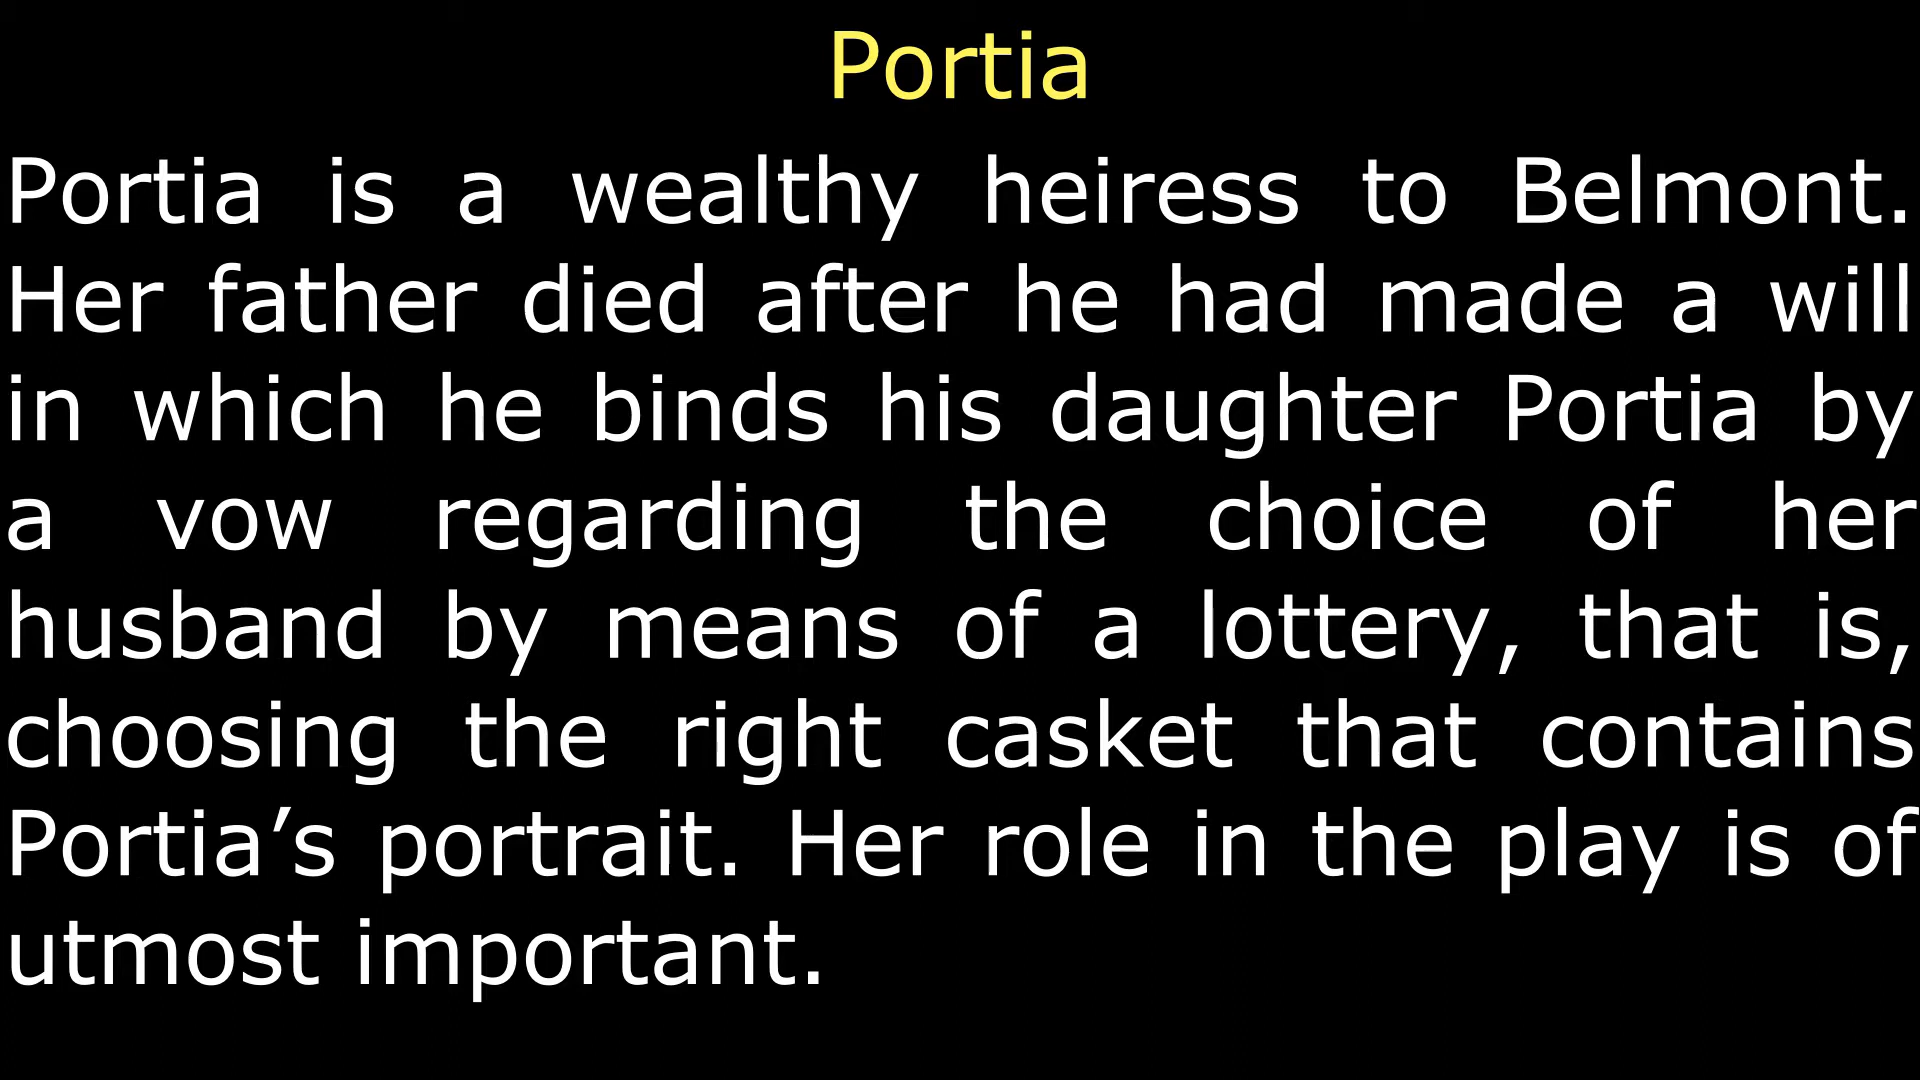 Portia
Portia is a wealthy heiress to Belmont.
Her father died after he had made a will
in which he binds his daughter Portia by
a vow regarding the choice of her
husband by means of a lottery, that is,
choosing the right casket that contains
Portia’s portrait. Her role in the play is of
utmost important.